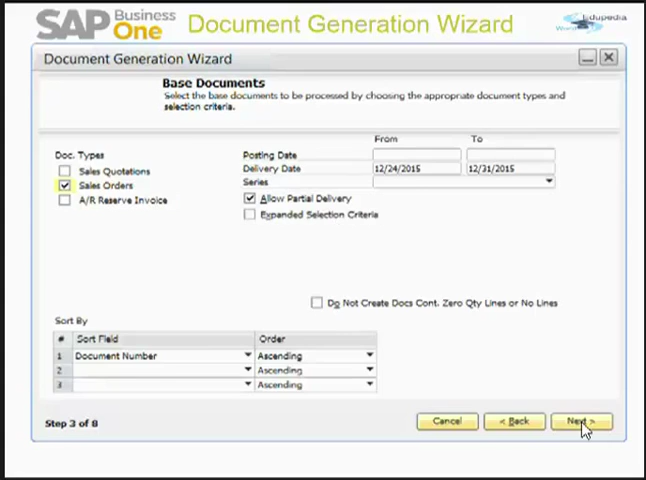 SAP Business One Document Generation Wizard Edupedia World
Document Generation Wizard
Base Documents
Select the base documents to be processed by choosing the appropriate document types and
selection criteria.
From To
Doc. Types Posting Date
Sales Quotations Delivery Date 12/24/2015 12/31/2015
Sales Orders Series
A/R Reserve Invoice Allow Partial Delivery
Expanded Selection Criteria
Do Not Create Docs Cont. Zero Qty Lines or No Lines
Sort By
# Sort Field Order
1 Document Number Ascending
2 Ascending
3 Ascending
Step 3 of 8 Cancel < Back Next >